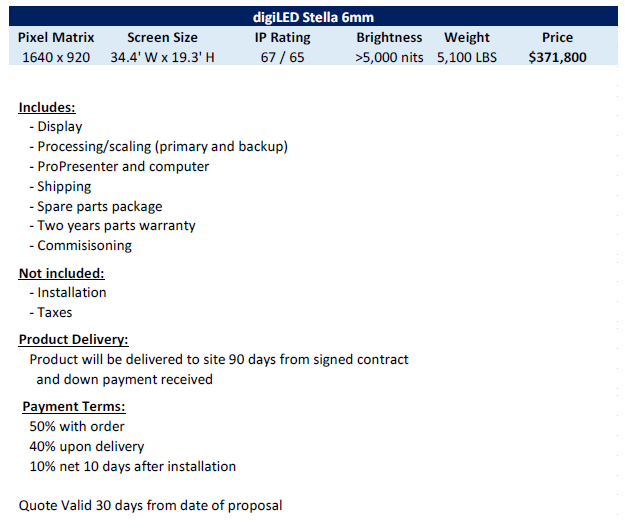 digiLED Stella 6mm
Pixel Matrix Screen Size IP Rating Brightness Weight Price
1640 x 920 34.4' W x 19.3' H 67 / 65 >5,000 nits 5,100 LBS $371,800
Includes:
- Display
- Processing/scaling (primary and backup)
- ProPresenter and computer
- Shipping
- Spare parts package
- Two years parts warranty
- Commisisoning
Not included:
- Installation
- Taxes
Product Delivery:
Product will be delivered to site 90 days from signed contract
and down payment received
Payment Terms:
50% with order
40% upon delivery
10% net 10 days after installation
Quote Valid 30 days from date of proposal